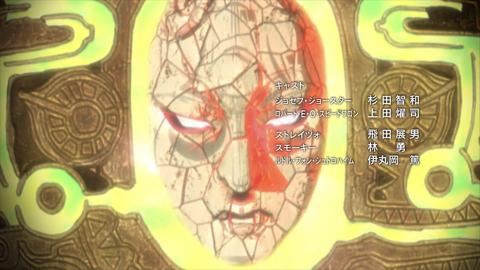 キャスト
ジョセフ・ジョースター 杉田智和
ロバート・E・O・スピードワゴン 上田燿司
ストレイツォ 飛田展男
スモーキー 林 勇
ルドル・フォン・シュトロハイム 伊丸岡 篤